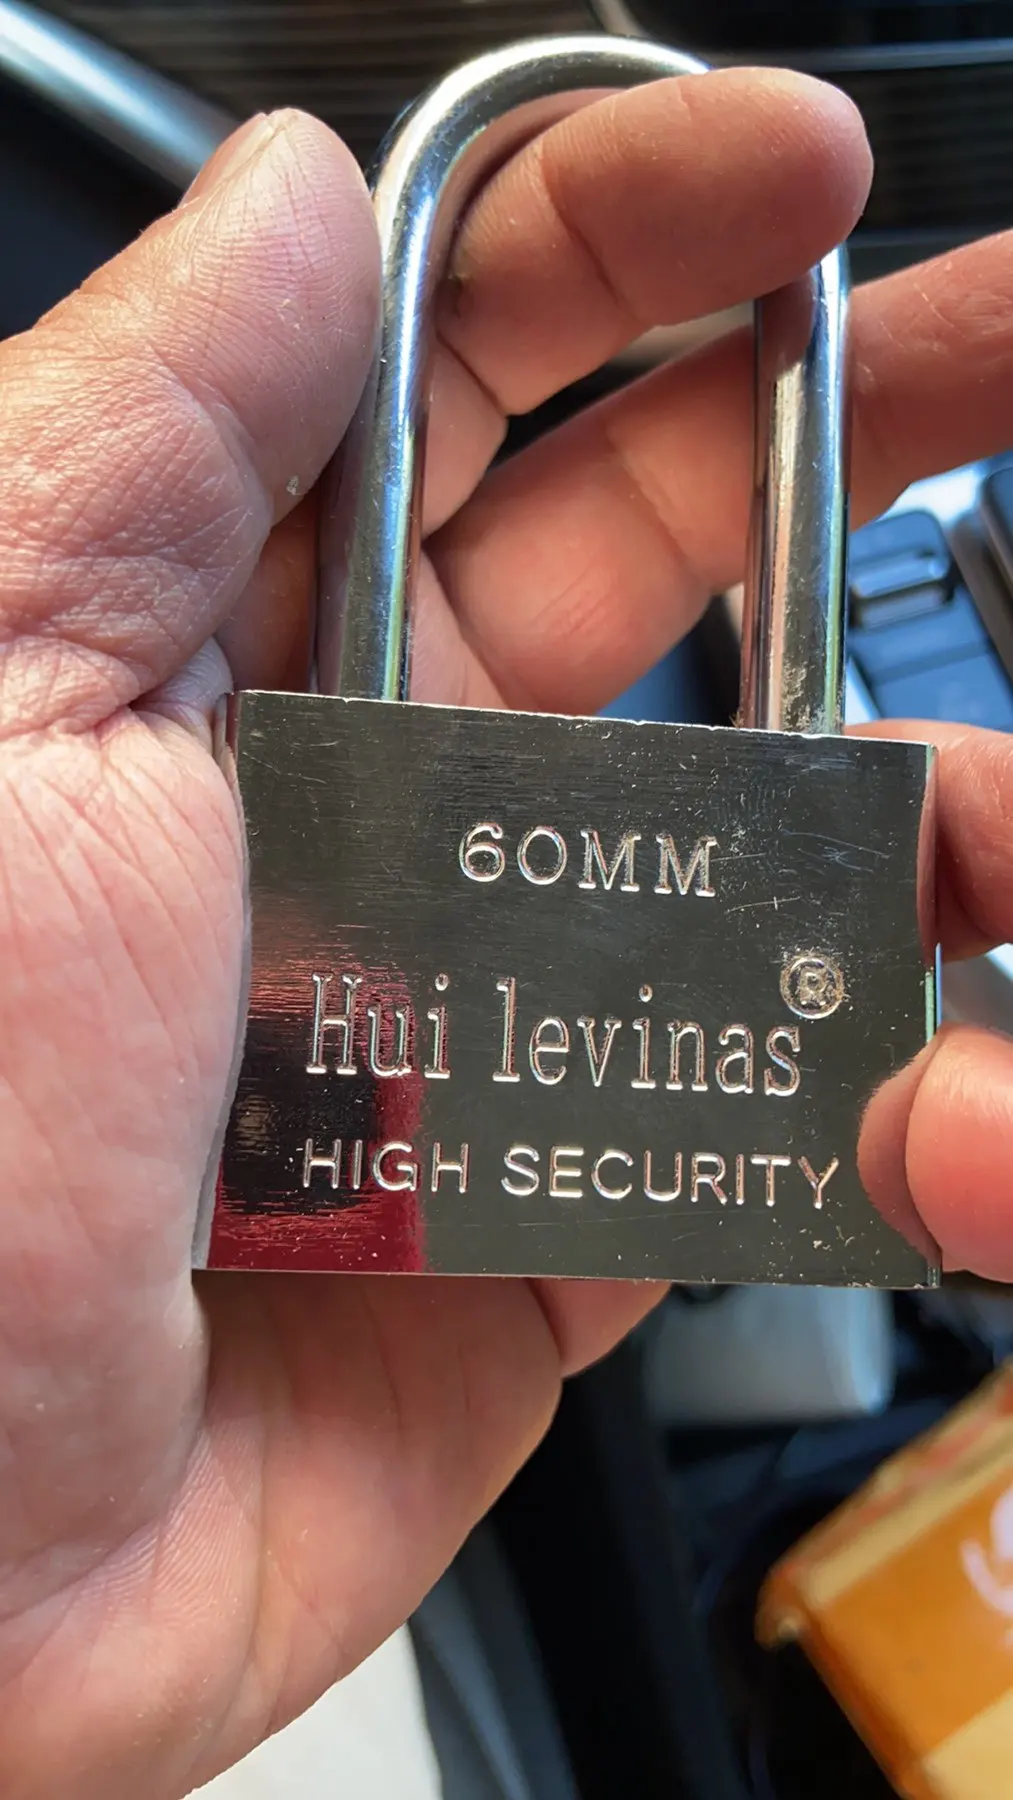 60MM
Hui levinas®
HIGH SECURITY